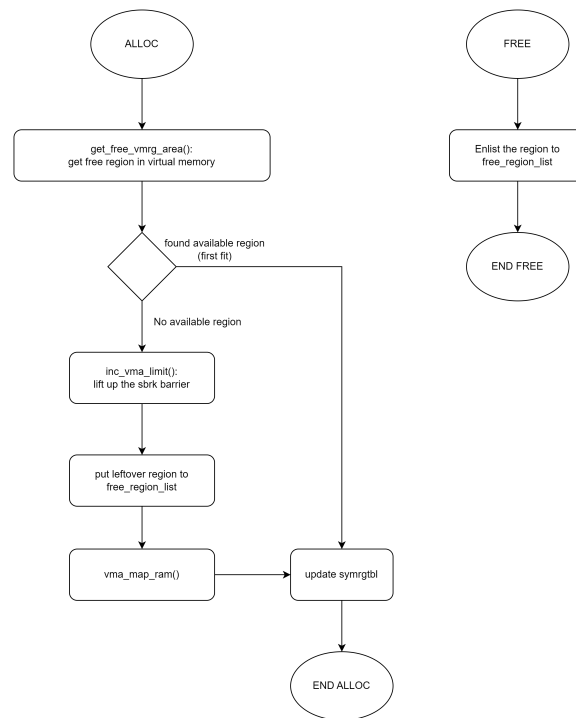 ALLOC
get_free_vmrg_area():
get free region in virtual memory
found available region
(first fit)
No available region
inc_vma_limit():
lift up the sbrk barrier
put leftover region to
free_region_list
vma_map_ram()
update symrgtbl
END ALLOC
FREE
Enlist the region to
free_region_list
END FREE